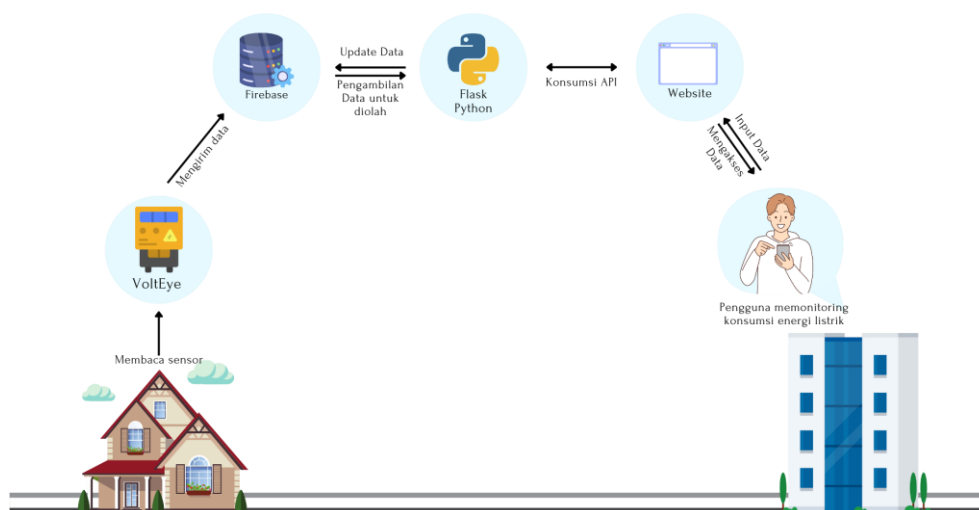 Update Data
Firebase
Pengambilan
Data untuk
diolah
Flask
Python
Konsumsi API
Website
Input Data
Mengakses
Data
Mengirim data
VoltEye
Pengguna memonitoring
konsumsi energi listrik
Membaca sensor